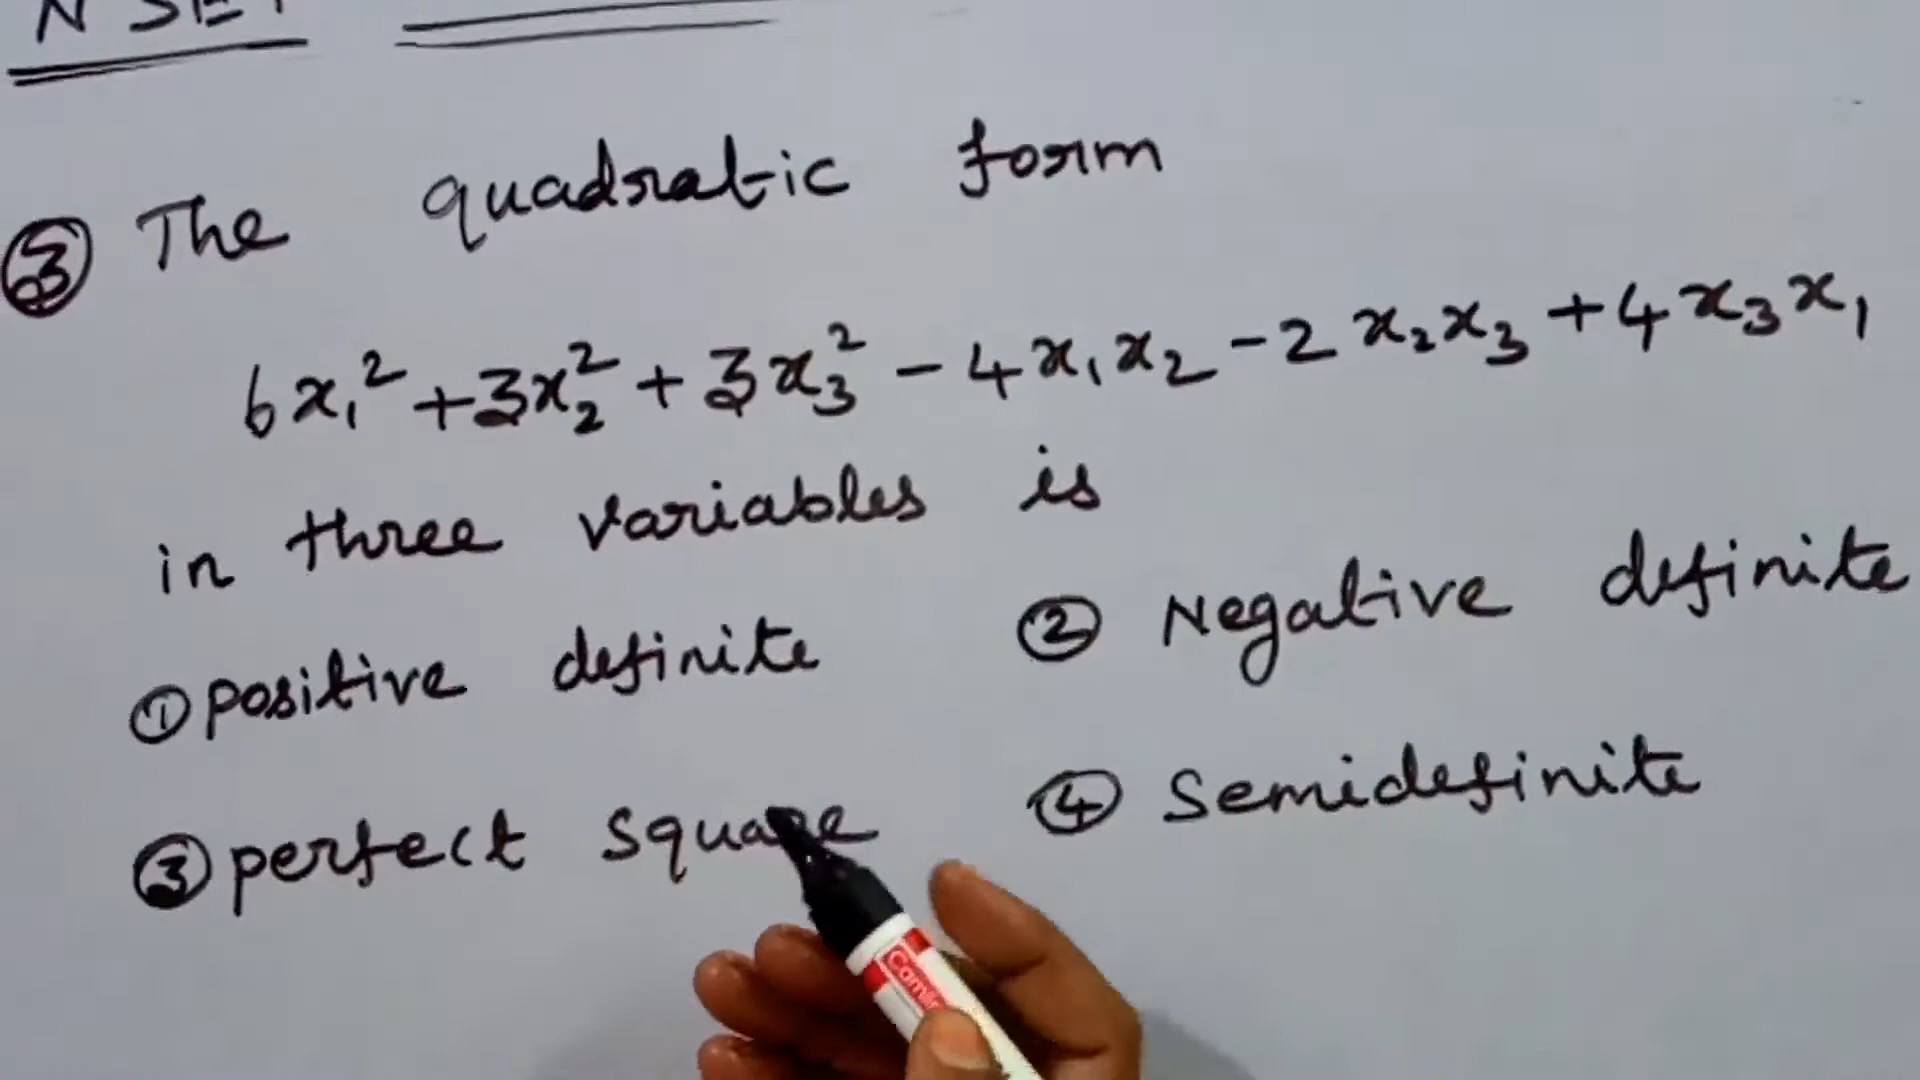 ③ The quadratic form
6x₁² + 3x₂² + 3x₃² - 4x₁x₂ - 2x₂x₃ + 4x₃x₁
in three variables is
① positive definite ② Negative definite
③ perfect square ④ Semidefinite
Camlin